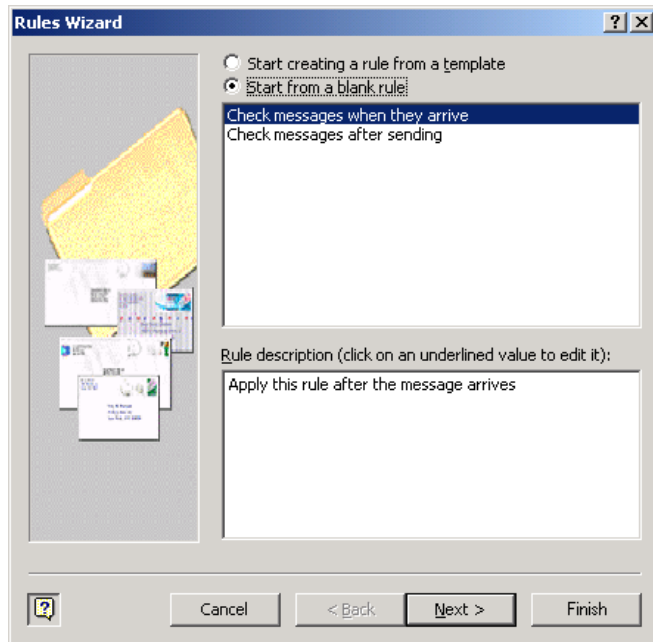 Rules Wizard
Start creating a rule from a template
Start from a blank rule
Check messages when they arrive
Check messages after sending
Rule description (click on an underlined value to edit it):
Apply this rule after the message arrives
Cancel
< Back
Next >
Finish